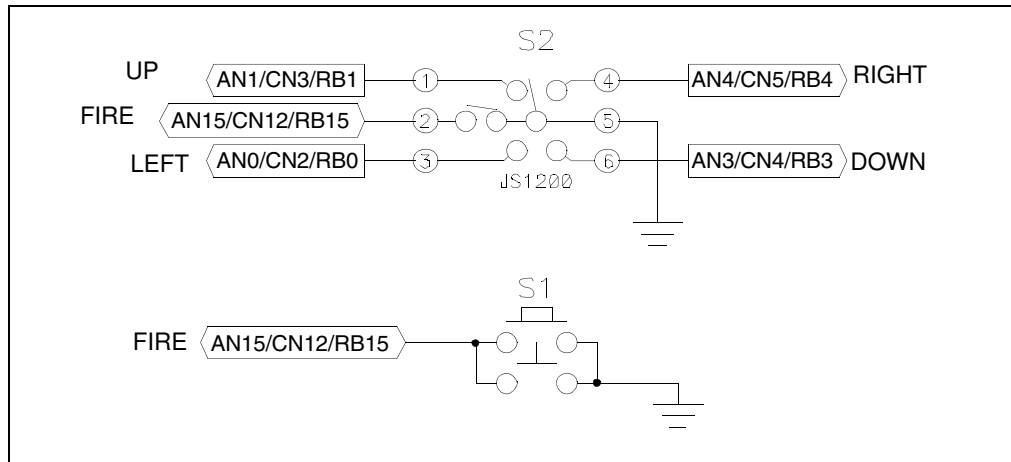 S2
UP AN1/CN3/RB1 1 4 AN4/CN5/RB4 RIGHT
FIRE AN15/CN12/RB15 2 5
LEFT AN0/CN2/RB0 3 6 AN3/CN4/RB3 DOWN
JS1200
S1
FIRE AN15/CN12/RB15